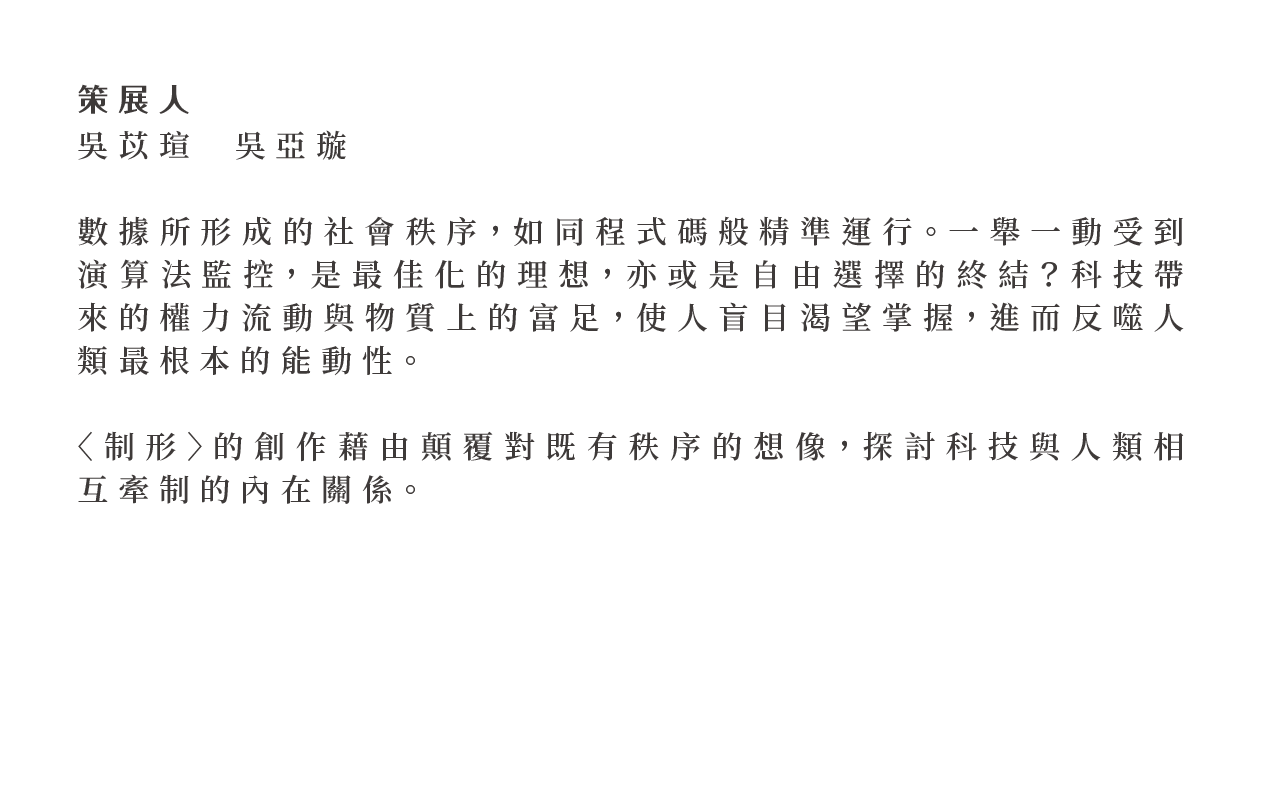 策展人
吳苡瑄　吳亞璇
數據所形成的社會秩序，如同程式碼般精準運行。一舉一動受到
演算法監控，是最佳化的理想，亦或是自由選擇的終結？科技帶
來的權力流動與物質上的富足，使人盲目渴望掌握，進而反噬人
類最根本的能動性。
〈制形〉的創作藉由顛覆對既有秩序的想像，探討科技與人類相
互牽制的內在關係。